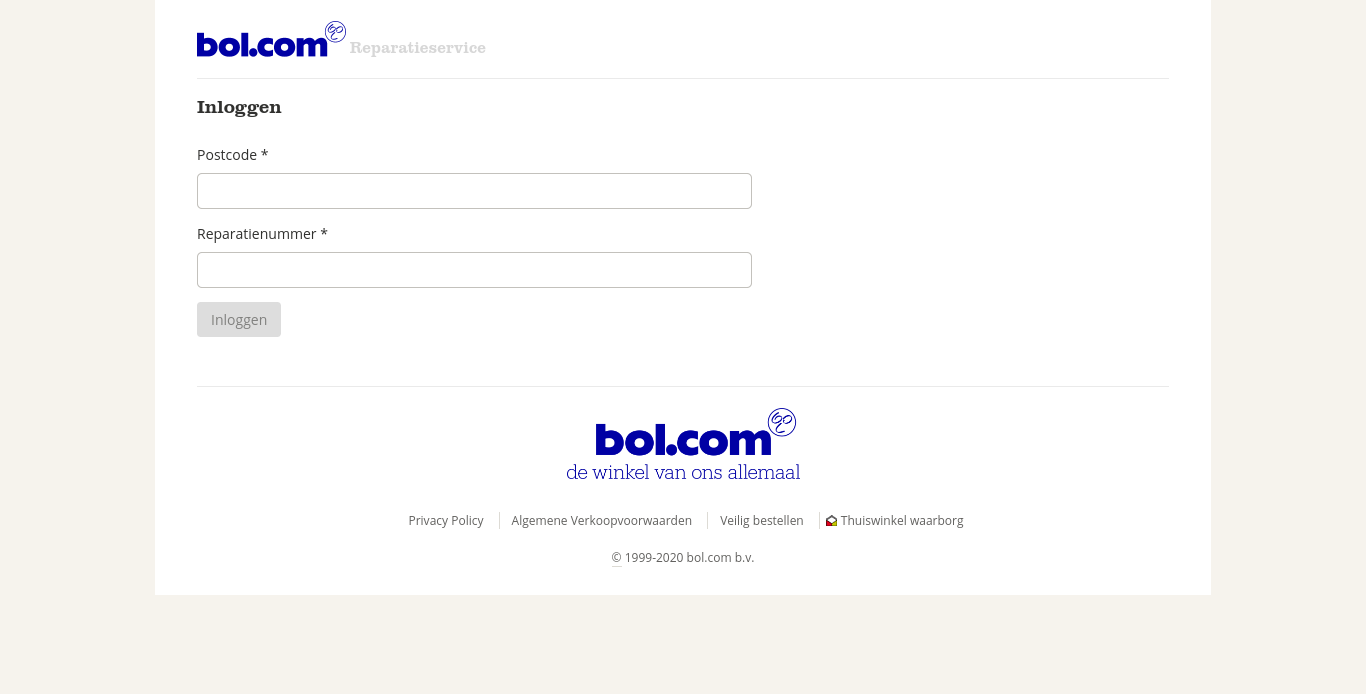 bol.com Reparatieservice
Inloggen
Postcode *
Reparatienummer *
Inloggen
bol.com
de winkel van ons allemaal
Privacy Policy Algemene Verkoopvoorwaarden Veilig bestellen Thuiswinkel waarborg
© 1999-2020 bol.com b.v.